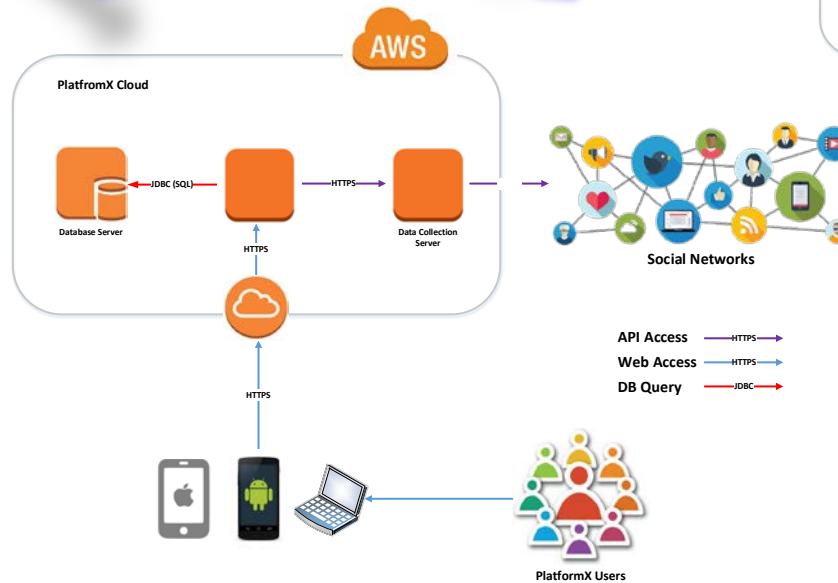 AWS
PlatfromX Cloud
JDBC (SQL)
HTTPS
Database Server
Data Collection
Server
HTTPS
Social Networks
API Access HTTPS
Web Access HTTPS
DB Query JDBC
HTTPS
PlatformX Users